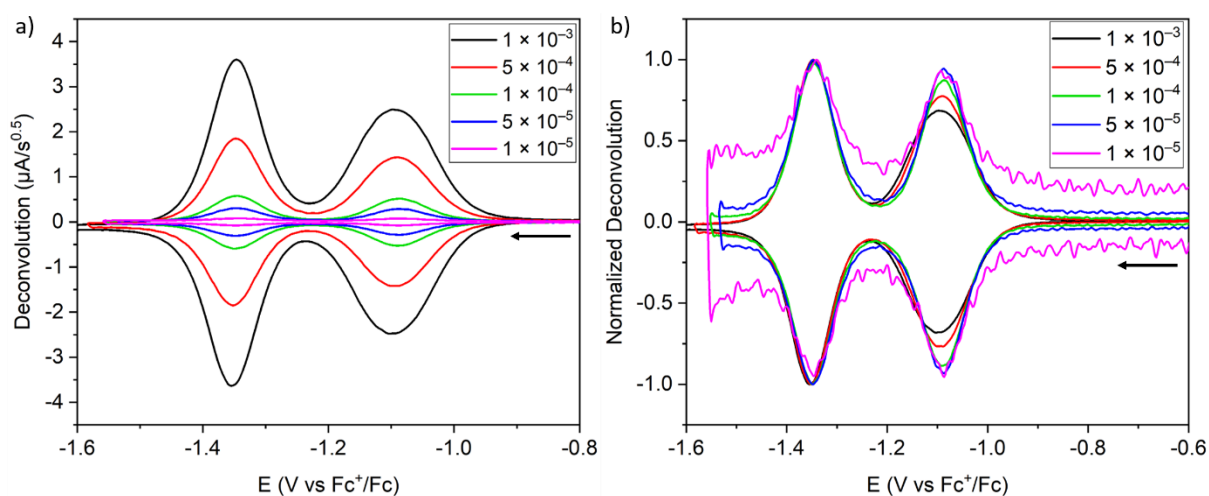 a)
Deconvolution (µA/s^0.5)
4
3
2
1
0
-1
-2
-3
-4
-1.6 -1.4 -1.2 -1.0 -0.8
E (V vs Fc⁺/Fc)
1 × 10⁻³
5 × 10⁻⁴
1 × 10⁻⁴
5 × 10⁻⁵
1 × 10⁻⁵
b)
Normalized Deconvolution
1.0
0.5
0.0
-0.5
-1.0
-1.6 -1.4 -1.2 -1.0 -0.8 -0.6
E (V vs Fc⁺/Fc)
1 × 10⁻³
5 × 10⁻⁴
1 × 10⁻⁴
5 × 10⁻⁵
1 × 10⁻⁵